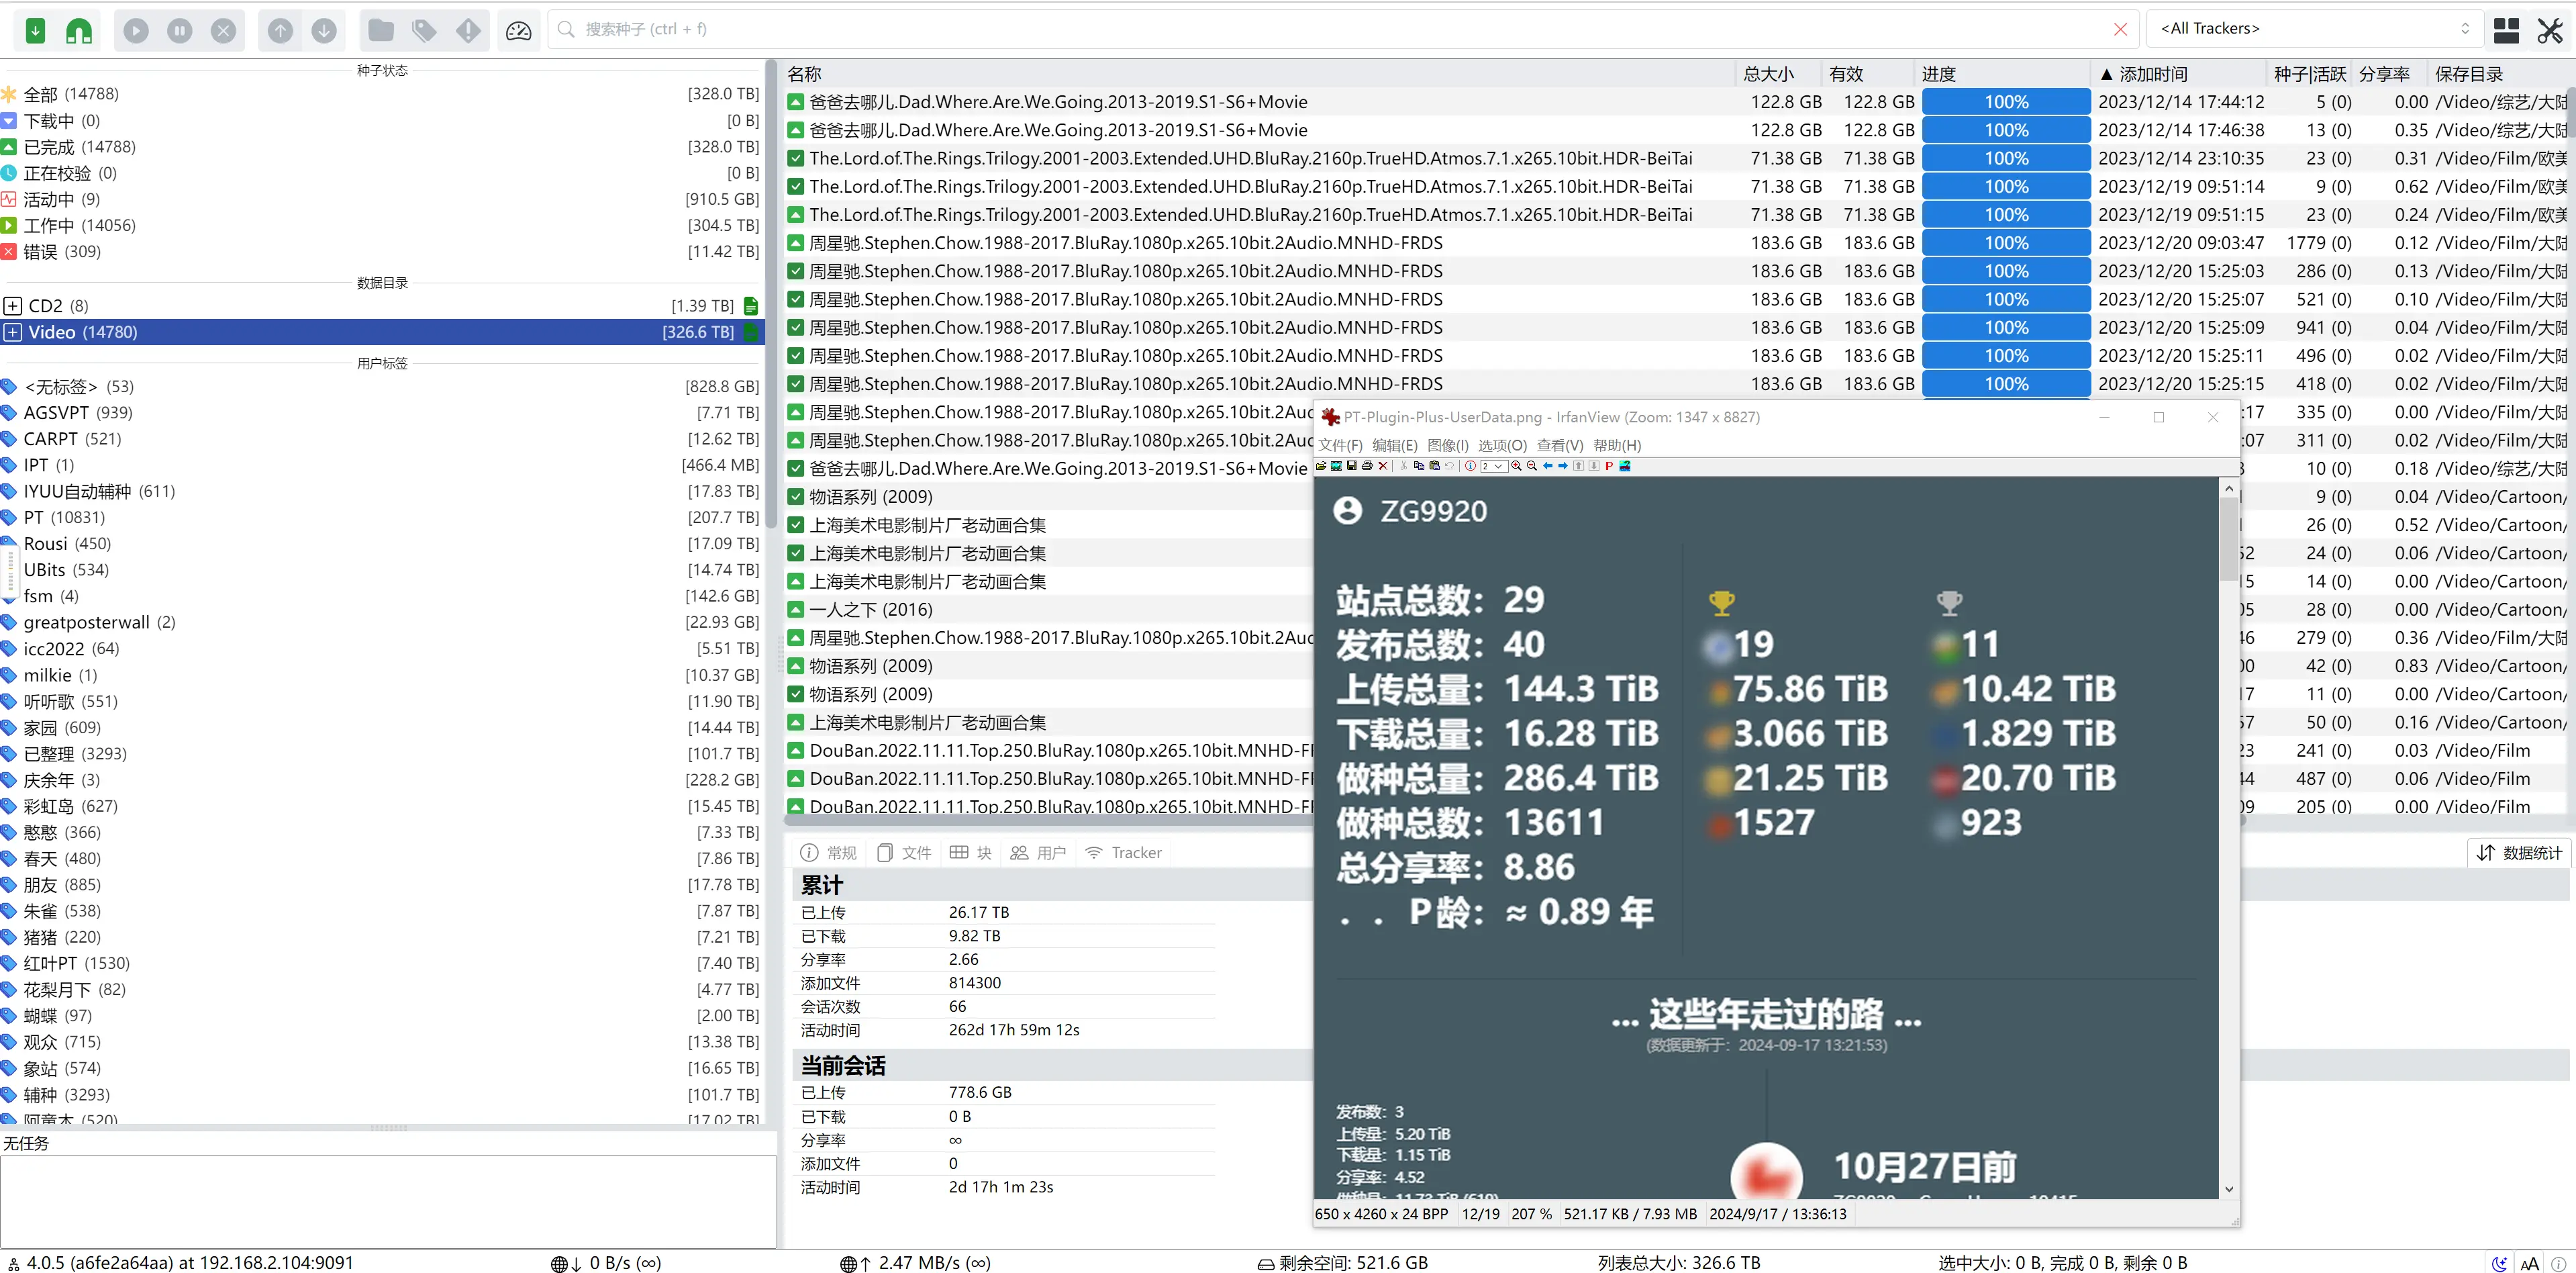 搜索种子 (ctrl + f)
<All Trackers>
种子状态
全部 (14788) [328.0 TB]
下载中 (0) [0 B]
已完成 (14788) [328.0 TB]
正在校验 (0) [0 B]
活动中 (9) [910.5 GB]
工作中 (14056) [304.5 TB]
错误 (309) [11.42 TB]
数据目录
CD2 (8) [1.39 TB]
Video (14780) [326.6 TB]
用户标签
<无标签> (53) [828.8 GB]
AGSVPT (939) [7.71 TB]
CARPT (521) [12.62 TB]
IPT (1) [466.4 MB]
IYUU自动辅种 (611) [17.83 TB]
PT (10831) [207.7 TB]
Rousi (450) [17.09 TB]
UBits (534) [14.74 TB]
fsm (4) [142.6 GB]
greatposterwall (2) [22.93 GB]
icc2022 (64) [5.51 TB]
milkie (1) [10.37 GB]
听听歌 (551) [11.90 TB]
家园 (609) [14.44 TB]
已整理 (3293) [101.7 TB]
庆余年 (3) [228.2 GB]
彩虹岛 (627) [15.45 TB]
憨憨 (366) [7.33 TB]
春天 (480) [7.86 TB]
朋友 (885) [17.78 TB]
朱雀 (538) [7.87 TB]
猪猪 (220) [7.21 TB]
红叶PT (1530) [7.40 TB]
花梨月下 (82) [4.77 TB]
蝴蝶 (97) [2.00 TB]
观众 (715) [13.38 TB]
象站 (574) [16.65 TB]
辅种 (3293) [101.7 TB]
阿童木 (520) [17.02 TB]
无任务
名称 总大小 有效 进度 ▲ 添加时间 种子|活跃 分享率 保存目录
爸爸去哪儿.Dad.Where.Are.We.Going.2013-2019.S1-S6+Movie 122.8 GB 122.8 GB 100% 2023/12/14 17:44:12 5 (0) 0.00 /Video/综艺/大陆
爸爸去哪儿.Dad.Where.Are.We.Going.2013-2019.S1-S6+Movie 122.8 GB 122.8 GB 100% 2023/12/14 17:46:38 13 (0) 0.35 /Video/综艺/大陆
The.Lord.of.The.Rings.Trilogy.2001-2003.Extended.UHD.BluRay.2160p.TrueHD.Atmos.7.1.x265.10bit.HDR-BeiTai 71.38 GB 71.38 GB 100% 2023/12/14 23:10:35 23 (0) 0.31 /Video/Film/欧美
The.Lord.of.The.Rings.Trilogy.2001-2003.Extended.UHD.BluRay.2160p.TrueHD.Atmos.7.1.x265.10bit.HDR-BeiTai 71.38 GB 71.38 GB 100% 2023/12/19 09:51:14 9 (0) 0.62 /Video/Film/欧美
The.Lord.of.The.Rings.Trilogy.2001-2003.Extended.UHD.BluRay.2160p.TrueHD.Atmos.7.1.x265.10bit.HDR-BeiTai 71.38 GB 71.38 GB 100% 2023/12/19 09:51:15 23 (0) 0.24 /Video/Film/欧美
周星驰.Stephen.Chow.1988-2017.BluRay.1080p.x265.10bit.2Audio.MNHD-FRDS 183.6 GB 183.6 GB 100% 2023/12/20 09:03:47 1779 (0) 0.12 /Video/Film/大陆
周星驰.Stephen.Chow.1988-2017.BluRay.1080p.x265.10bit.2Audio.MNHD-FRDS 183.6 GB 183.6 GB 100% 2023/12/20 15:25:03 286 (0) 0.13 /Video/Film/大陆
周星驰.Stephen.Chow.1988-2017.BluRay.1080p.x265.10bit.2Audio.MNHD-FRDS 183.6 GB 183.6 GB 100% 2023/12/20 15:25:07 521 (0) 0.10 /Video/Film/大陆
周星驰.Stephen.Chow.1988-2017.BluRay.1080p.x265.10bit.2Audio.MNHD-FRDS 183.6 GB 183.6 GB 100% 2023/12/20 15:25:09 941 (0) 0.04 /Video/Film/大陆
周星驰.Stephen.Chow.1988-2017.BluRay.1080p.x265.10bit.2Audio.MNHD-FRDS 183.6 GB 183.6 GB 100% 2023/12/20 15:25:11 496 (0) 0.02 /Video/Film/大陆
周星驰.Stephen.Chow.1988-2017.BluRay.1080p.x265.10bit.2Audio.MNHD-FRDS 183.6 GB 183.6 GB 100% 2023/12/20 15:25:15 418 (0) 0.02 /Video/Film/大陆
周星驰.Stephen.Chow.1988-2017.BluRay.1080p.x265.10bit.2Aud :17 335 (0) 0.00 /Video/Film/大陆
周星驰.Stephen.Chow.1988-2017.BluRay.1080p.x265.10bit.2Aud :07 311 (0) 0.02 /Video/Film/大陆
爸爸去哪儿.Dad.Where.Are.We.Going.2013-2019.S1-S6+Movie 10 (0) 0.18 /Video/综艺/大陆
物语系列 (2009) 9 (0) 0.04 /Video/Cartoon/
上海美术电影制片厂老动画合集 26 (0) 0.52 /Video/Cartoon/
上海美术电影制片厂老动画合集 52 24 (0) 0.06 /Video/Cartoon/
上海美术电影制片厂老动画合集 15 14 (0) 0.00 /Video/Cartoon/
一人之下 (2016) 05 28 (0) 0.00 /Video/Cartoon/
周星驰.Stephen.Chow.1988-2017.BluRay.1080p.x265.10bit.2Aud 46 279 (0) 0.36 /Video/Film/大陆
物语系列 (2009) 00 42 (0) 0.83 /Video/Cartoon/
物语系列 (2009) 17 11 (0) 0.00 /Video/Cartoon/
上海美术电影制片厂老动画合集 57 50 (0) 0.16 /Video/Cartoon/
DouBan.2022.11.11.Top.250.BluRay.1080p.x265.10bit.MNHD-FR 23 241 (0) 0.03 /Video/Film
DouBan.2022.11.11.Top.250.BluRay.1080p.x265.10bit.MNHD-FR 44 487 (0) 0.06 /Video/Film
DouBan.2022.11.11.Top.250.BluRay.1080p.x265.10bit.MNHD-FR 09 205 (0) 0.00 /Video/Film
常规 文件 块 用户 Tracker 数据统计
累计
已上传 26.17 TB
已下载 9.82 TB
分享率 2.66
添加文件 814300
会话次数 66
活动时间 262d 17h 59m 12s
当前会话
已上传 778.6 GB
已下载 0 B
分享率 ∞
添加文件 0
活动时间 2d 17h 1m 23s
PT-Plugin-Plus-UserData.png - IrfanView (Zoom: 1347 x 8827)
文件(F) 编辑(E) 图像(I) 选项(O) 查看(V) 帮助(H)
2
ZG9920
站点总数: 29
发布总数: 40 19 11
上传总量: 144.3 TiB 75.86 TiB 10.42 TiB
下载总量: 16.28 TiB 3.066 TiB 1.829 TiB
做种总量: 286.4 TiB 21.25 TiB 20.70 TiB
做种总数: 13611 1527 923
总分享率: 8.86
. . P龄: ≈ 0.89 年
... 这些年走过的路 ...
(数据更新于: 2024-09-17 13:21:53)
发布数: 3
上传量: 5.20 TiB
下载量: 1.15 TiB
分享率: 4.52
10月27日前
650 x 4260 x 24 BPP 12/19 207 % 521.17 KB / 7.93 MB 2024/9/17 / 13:36:13
4.0.5 (a6fe2a64aa) at 192.168.2.104:9091 ↓ 0 B/s (∞) ↑ 2.47 MB/s (∞) 剩余空间: 521.6 GB 列表总大小: 326.6 TB 选中大小: 0 B, 完成 0 B, 剩余 0 B AA